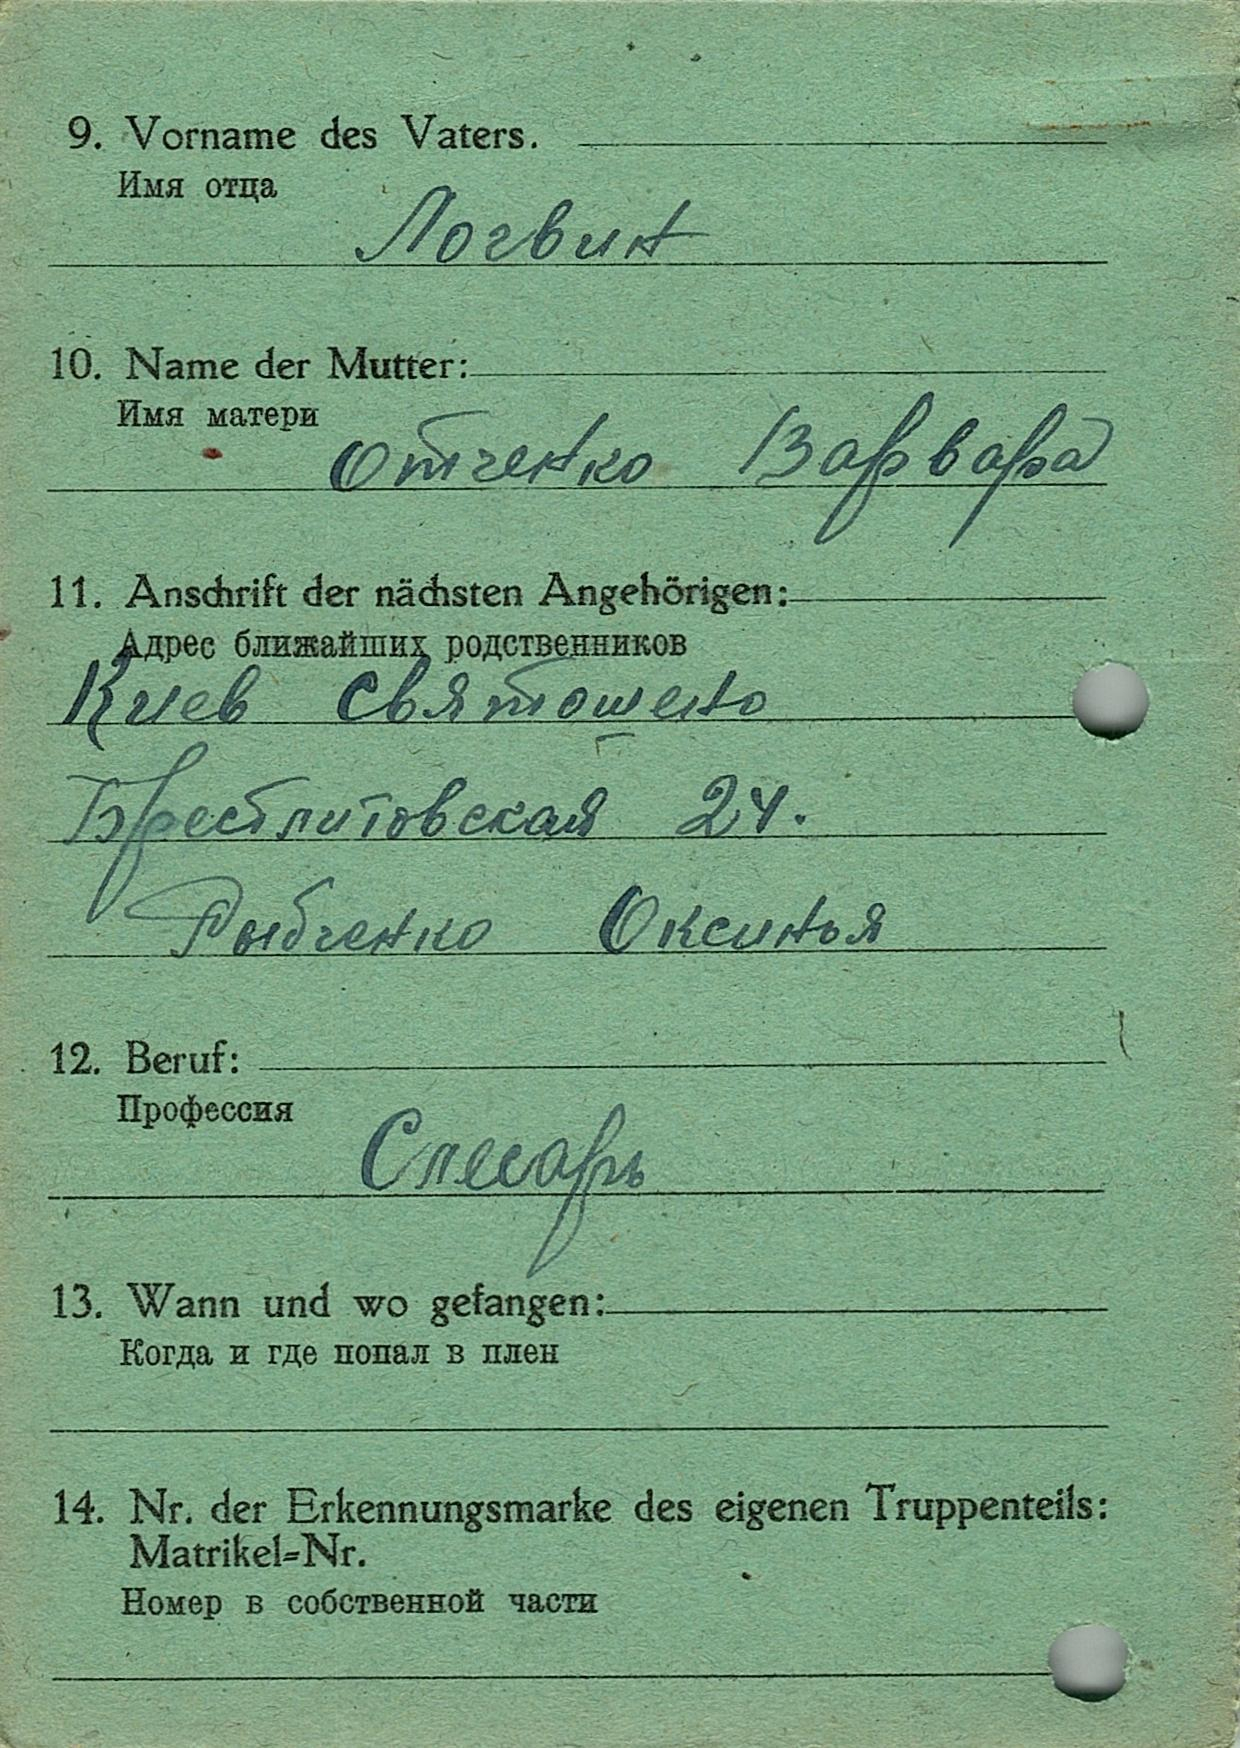 9. Vorname des Vaters.
Имя отца
Логвин
10. Name der Mutter:
Имя матери
Отченко Варвара
11. Anschrift der nächsten Angehörigen:
Адрес ближайших родственников
Киев Святошено
Брестлитовская 24.
Рыбченко Оксинья
12. Beruf:
Профессия
Слесарь
13. Wann und wo gefangen:
Когда и где попал в плен
14. Nr. der Erkennungsmarke des eigenen Truppenteils:
Matrikel-Nr.
Номер в собственной части